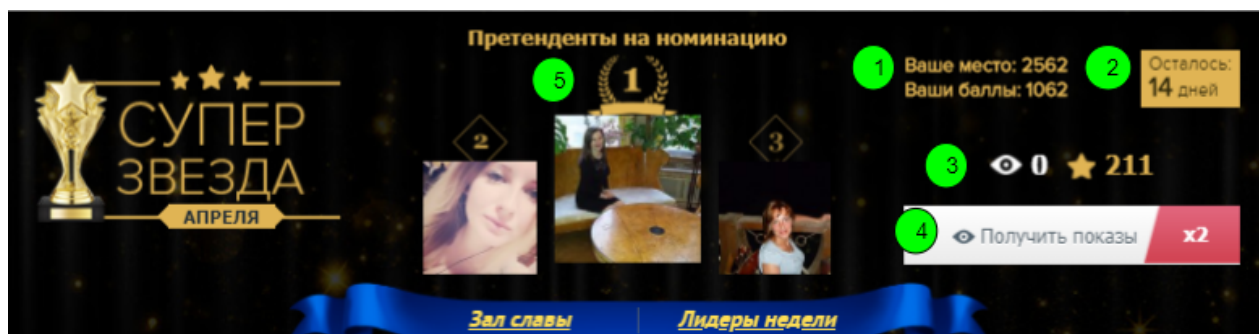 СУПЕР
ЗВЕЗДА
АПРЕЛЯ
Претенденты на номинацию
5
1
2
3
1
Ваше место: 2562
Ваши баллы: 1062
2
Осталось:
14 дней
3
0 211
4
Получить показы x2
Зал славы
Лидеры недели